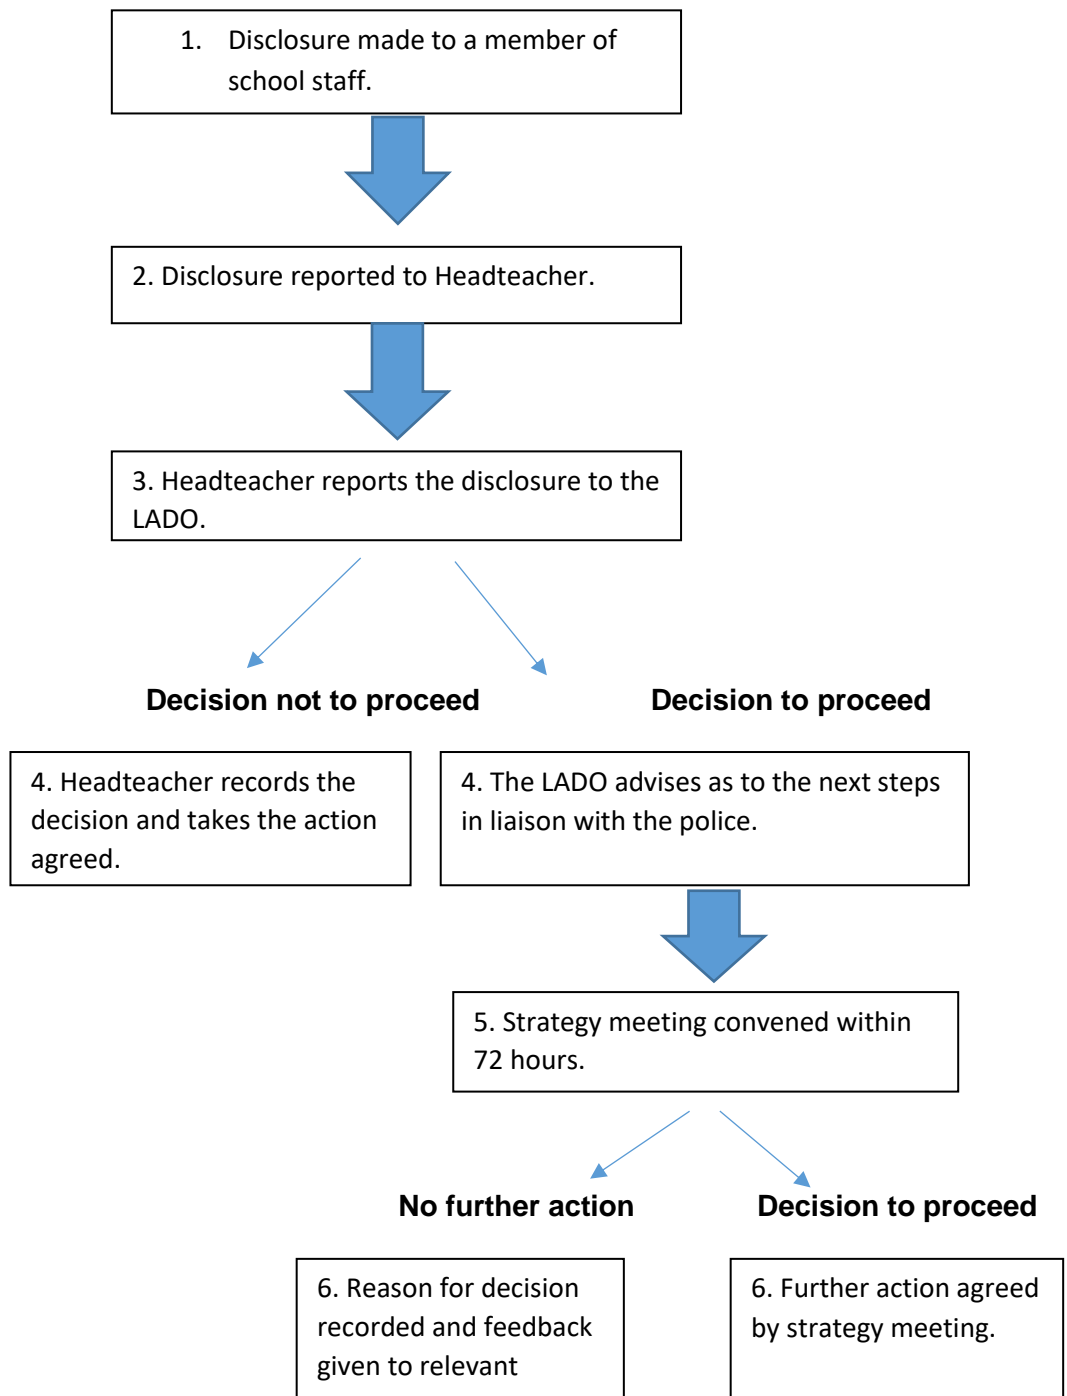 1. Disclosure made to a member of
school staff.
2. Disclosure reported to Headteacher.
3. Headteacher reports the disclosure to the
LADO.
Decision not to proceed
Decision to proceed
4. Headteacher records the
decision and takes the action
agreed.
4. The LADO advises as to the next steps
in liaison with the police.
5. Strategy meeting convened within
72 hours.
No further action
Decision to proceed
6. Reason for decision
recorded and feedback
given to relevant
6. Further action agreed
by strategy meeting.